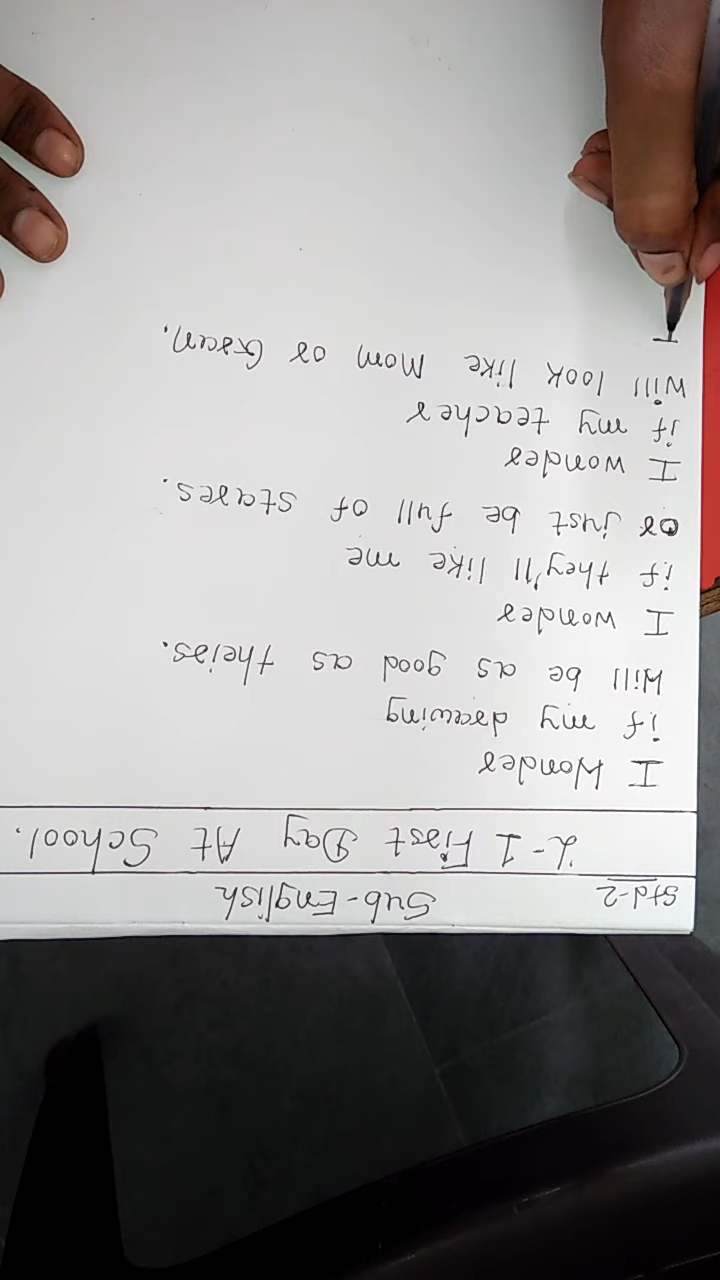 Std-2 Sub-English
L-1 First Day At School.
I Wonder
if my drewing
Will be as good as theirs.
I wonder
if they'll like me
or just be full of stares.
I wonder
if my teacher
will look like Mom or Gram.
I